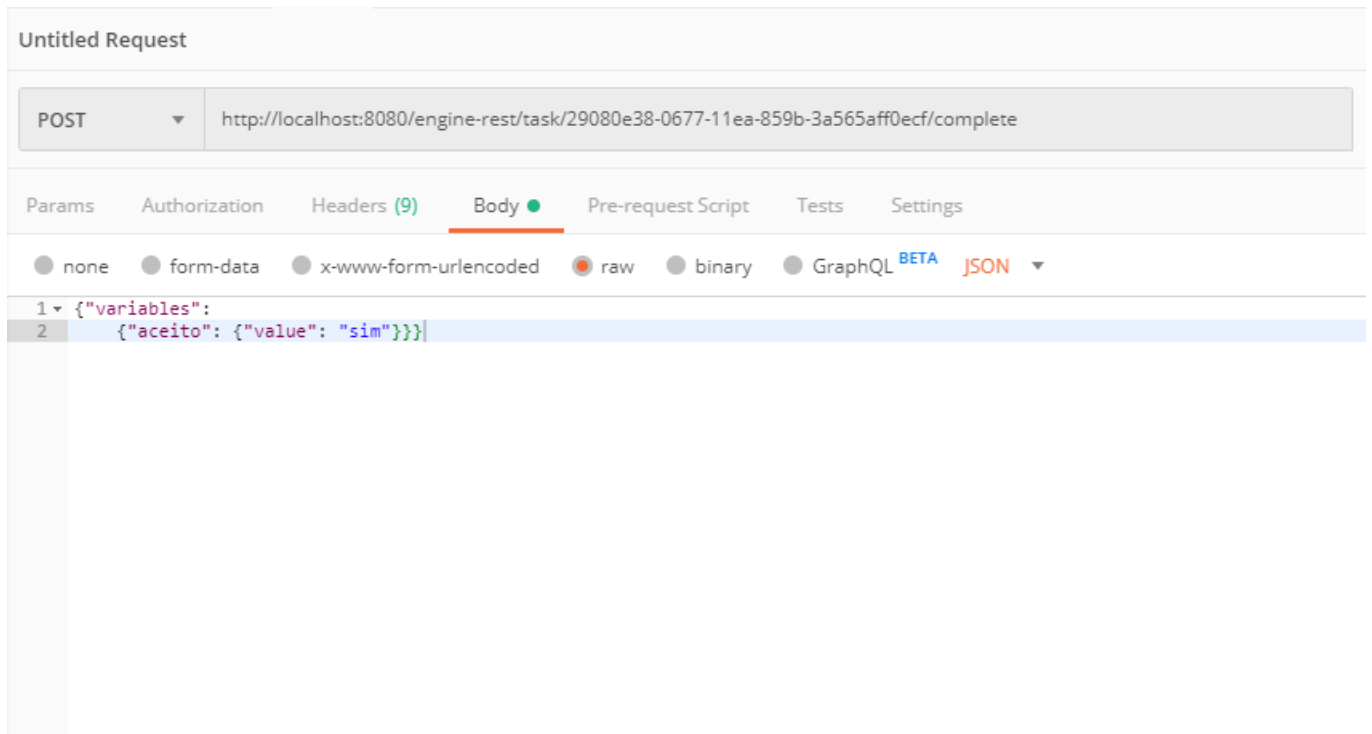 Untitled Request
POST http://localhost:8080/engine-rest/task/29080e38-0677-11ea-859b-3a565aff0ecf/complete
Params Authorization Headers (9) Body Pre-request Script Tests Settings
none form-data x-www-form-urlencoded raw binary GraphQL BETA JSON
1 {"variables":
2 {"aceito": {"value": "sim"}}}